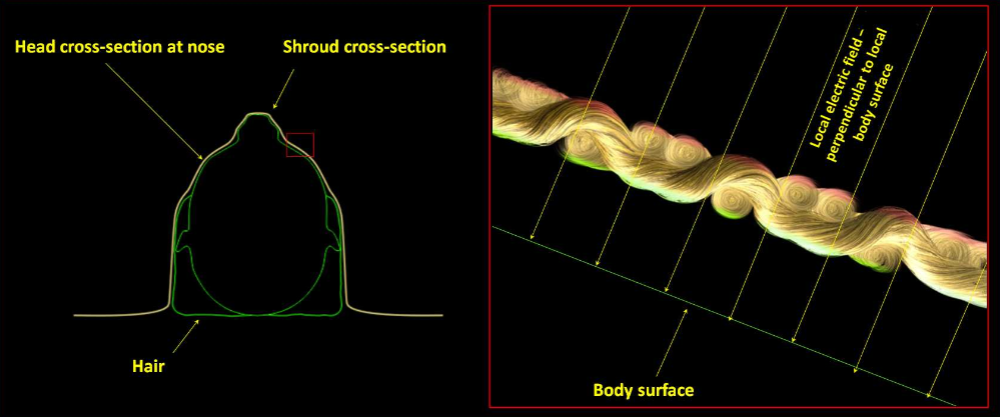 Head cross-section at nose
Shroud cross-section
Hair
Local electric field –
perpendicular to local
body surface
Body surface